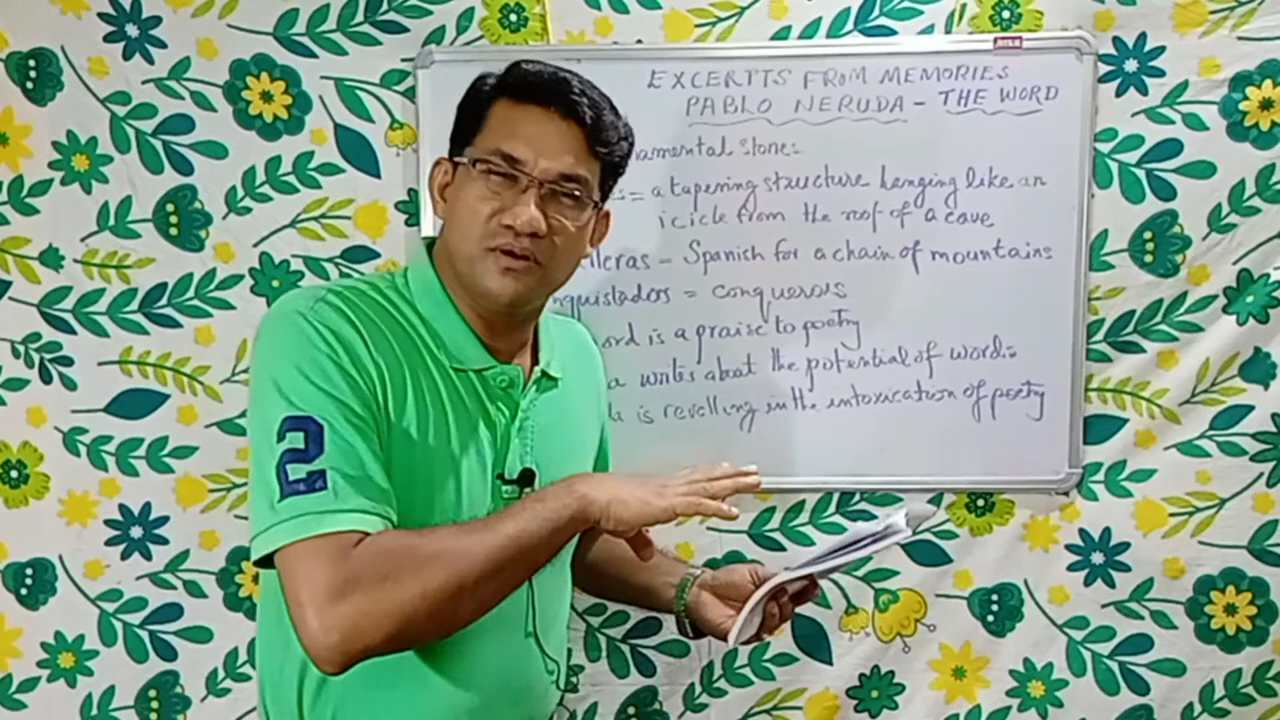 EXCERPTS FROM MEMORIES
PABLO NERUDA - THE WORD
amental stones
= a tapering structure hanging like an
icicle from the roof of a cave
lleras - Spanish for a chain of mountains
nquistadors = conquerors
ord is a praise to poetry
a writes about the potential of words
a is revelling in the intoxication of poetry
2